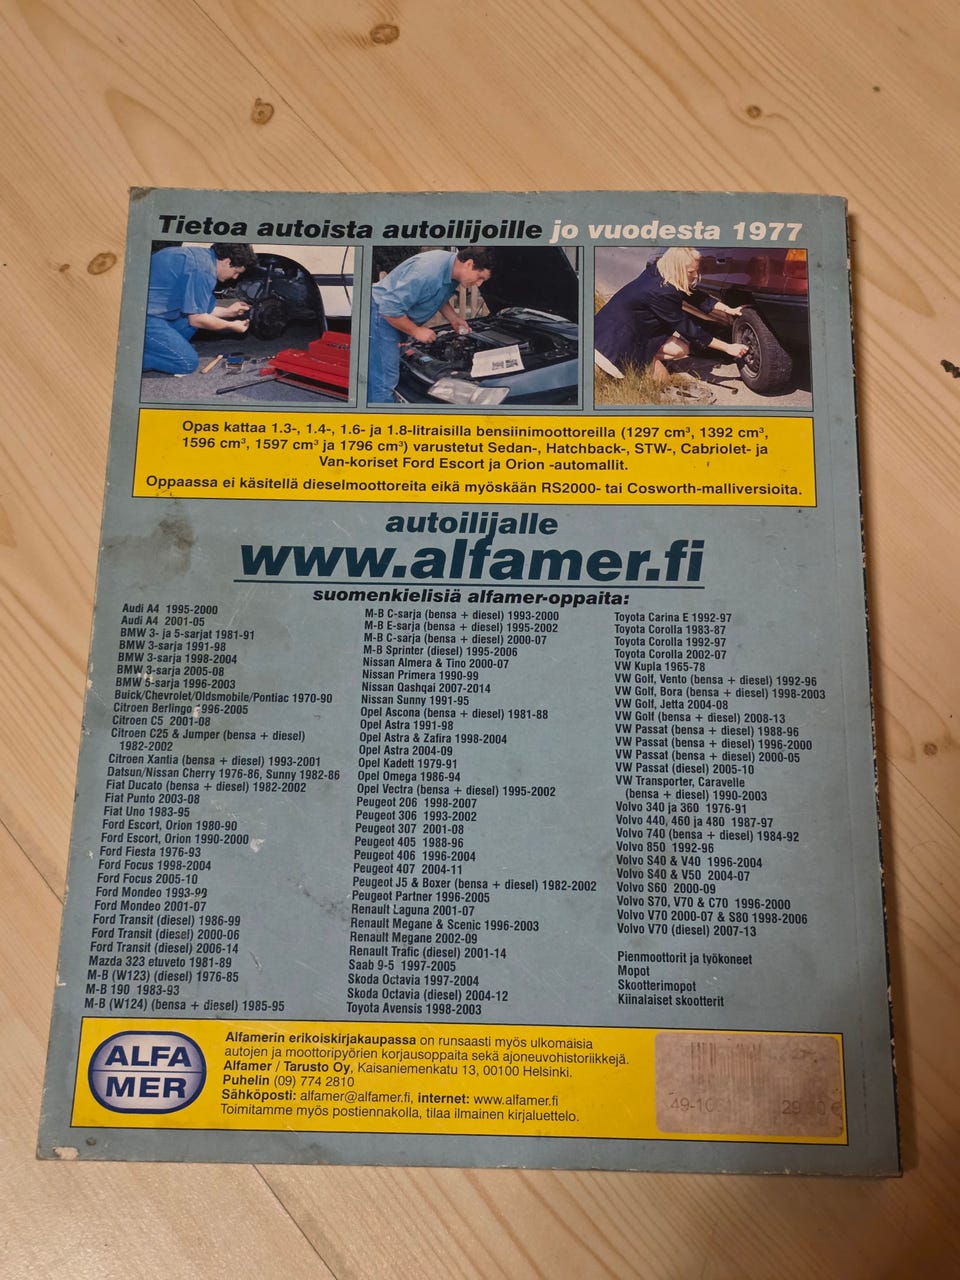 Tietoa autoista autoilijoille jo vuodesta 1977
Opas kattaa 1.3-, 1.4-, 1.6- ja 1.8-litraisilla bensiinimoottoreilla (1297 cm³, 1392 cm³,
1596 cm³, 1597 cm³ ja 1796 cm³) varustetut Sedan-, Hatchback-, STW-, Cabriolet- ja
Van-koriset Ford Escort ja Orion -automallit.
Oppaassa ei käsitellä dieselmoottoreita eikä myöskään RS2000- tai Cosworth-malliversioita.
autoilijalle
www.alfamer.fi
suomenkielisiä alfamer-oppaita:
Audi A4 1995-2000
Audi A4 2001-05
BMW 3- ja 5-sarjat 1981-91
BMW 3-sarja 1991-98
BMW 3-sarja 1998-2004
BMW 3-sarja 2005-08
BMW 5-sarja 1996-2003
Buick/Chevrolet/Oldsmobile/Pontiac 1970-90
Citroen Berlingo 1996-2005
Citroen C5 2001-08
Citroen C25 & Jumper (bensa + diesel)
1982-2002
Citroen Xantia (bensa + diesel) 1993-2001
Datsun/Nissan Cherry 1976-86, Sunny 1982-86
Fiat Ducato (bensa + diesel) 1982-2002
Fiat Punto 2003-08
Fiat Uno 1983-95
Ford Escort, Orion 1980-90
Ford Escort, Orion 1990-2000
Ford Fiesta 1976-93
Ford Focus 1998-2004
Ford Focus 2005-10
Ford Mondeo 1993-99
Ford Mondeo 2001-07
Ford Transit (diesel) 1986-99
Ford Transit (diesel) 2000-06
Ford Transit (diesel) 2006-14
Mazda 323 etuveto 1981-89
M-B (W123) (diesel) 1976-85
M-B 190 1983-93
M-B (W124) (bensa + diesel) 1985-95
M-B C-sarja (bensa + diesel) 1993-2000
M-B E-sarja (bensa + diesel) 1995-2002
M-B C-sarja (bensa + diesel) 2000-07
M-B Sprinter (diesel) 1995-2006
Nissan Almera & Tino 2000-07
Nissan Primera 1990-99
Nissan Qashqai 2007-2014
Nissan Sunny 1991-95
Opel Ascona (bensa + diesel) 1981-88
Opel Astra 1991-98
Opel Astra & Zafira 1998-2004
Opel Astra 2004-09
Opel Kadett 1979-91
Opel Omega 1986-94
Opel Vectra (bensa + diesel) 1995-2002
Peugeot 206 1998-2007
Peugeot 306 1993-2002
Peugeot 307 2001-08
Peugeot 405 1988-96
Peugeot 406 1996-2004
Peugeot 407 2004-11
Peugeot J5 & Boxer (bensa + diesel) 1982-2002
Peugeot Partner 1996-2005
Renault Laguna 2001-07
Renault Megane & Scenic 1996-2003
Renault Megane 2002-09
Renault Trafic (diesel) 2001-14
Saab 9-5 1997-2005
Skoda Octavia 1997-2004
Skoda Octavia (diesel) 2004-12
Toyota Avensis 1998-2003
Toyota Carina E 1992-97
Toyota Corolla 1983-87
Toyota Corolla 1992-97
Toyota Corolla 2002-07
VW Kupla 1965-78
VW Golf, Vento (bensa + diesel) 1992-96
VW Golf, Bora (bensa + diesel) 1998-2003
VW Golf, Jetta 2004-08
VW Golf (bensa + diesel) 2008-13
VW Passat (bensa + diesel) 1988-96
VW Passat (bensa + diesel) 1996-2000
VW Passat (bensa + diesel) 2000-05
VW Passat (diesel) 2005-10
VW Transporter, Caravelle
(bensa + diesel) 1990-2003
Volvo 340 ja 360 1976-91
Volvo 440, 460 ja 480 1987-97
Volvo 740 (bensa + diesel) 1984-92
Volvo 850 1992-96
Volvo S40 & V40 1996-2004
Volvo S40 & V50 2004-07
Volvo S60 2000-09
Volvo S70, V70 & C70 1996-2000
Volvo V70 2000-07 & S80 1998-2006
Volvo V70 (diesel) 2007-13
Pienmoottorit ja työkoneet
Mopot
Skootterimopot
Kiinalaiset skootterit
ALFA
MER
Alfamerin erikoiskirjakaupassa on runsaasti myös ulkomaisia
autojen ja moottoripyörien korjausoppaita sekä ajoneuvohistoriikkejä.
Alfamer / Tarusto Oy, Kaisaniemenkatu 13, 00100 Helsinki.
Puhelin (09) 774 2810
Sähköposti: alfamer@alfamer.fi, internet: www.alfamer.fi
Toimitamme myös postiennakolla, tilaa ilmainen kirjaluettelo.